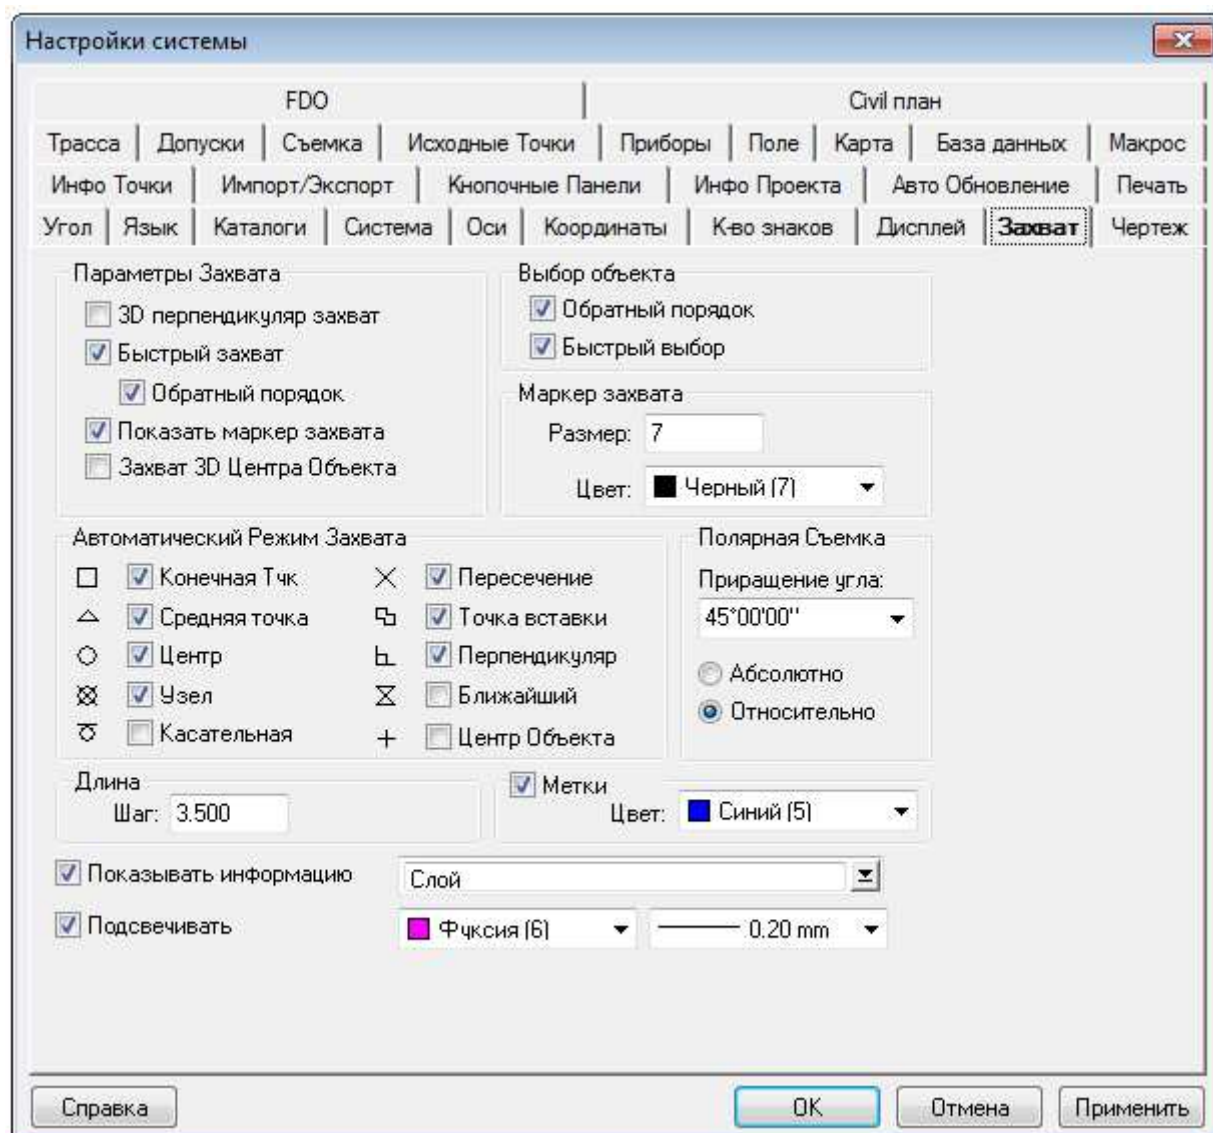 Настройки системы
FDO Civil план
Трасса Допуски Съемка Исходные Точки Приборы Поле Карта База данных Макрос
Инфо Точки Импорт/Экспорт Кнопочные Панели Инфо Проекта Авто Обновление Печать
Угол Язык Каталоги Система Оси Координаты К-во знаков Дисплей Захват Чертеж
Параметры Захвата
3D перпендикуляр захват
Быстрый захват
Обратный порядок
Показать маркер захвата
Захват 3D Центра Объекта
Выбор объекта
Обратный порядок
Быстрый выбор
Маркер захвата
Размер: 7
Цвет: Черный (7)
Автоматический Режим Захвата
Конечная Тчк
Средняя точка
Центр
Узел
Касательная
Пересечение
Точка вставки
Перпендикуляр
Ближайший
Центр Объекта
Полярная Съемка
Приращение угла:
45°00'00"
Абсолютно
Относительно
Длина
Шаг: 3.500
Метки
Цвет: Синий (5)
Показывать информацию Слой
Подсвечивать Фуксия (6) 0.20 mm
Справка OK Отмена Применить